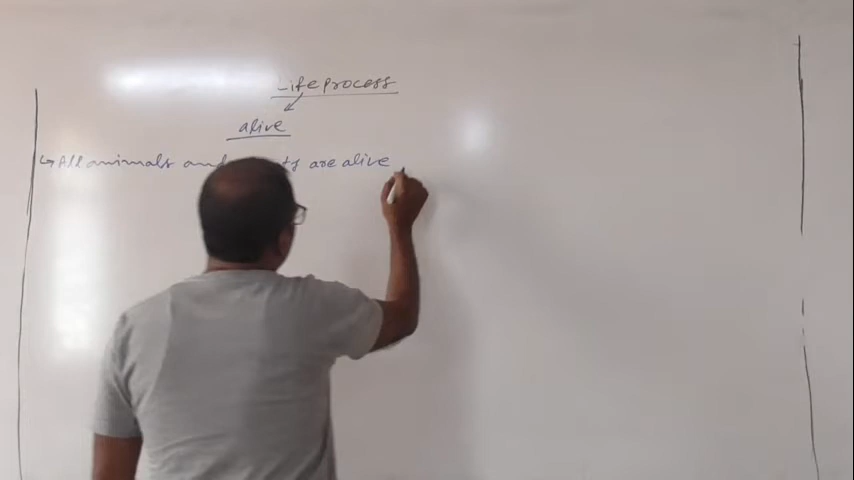 Life process
alive
↳ All animals and are alive